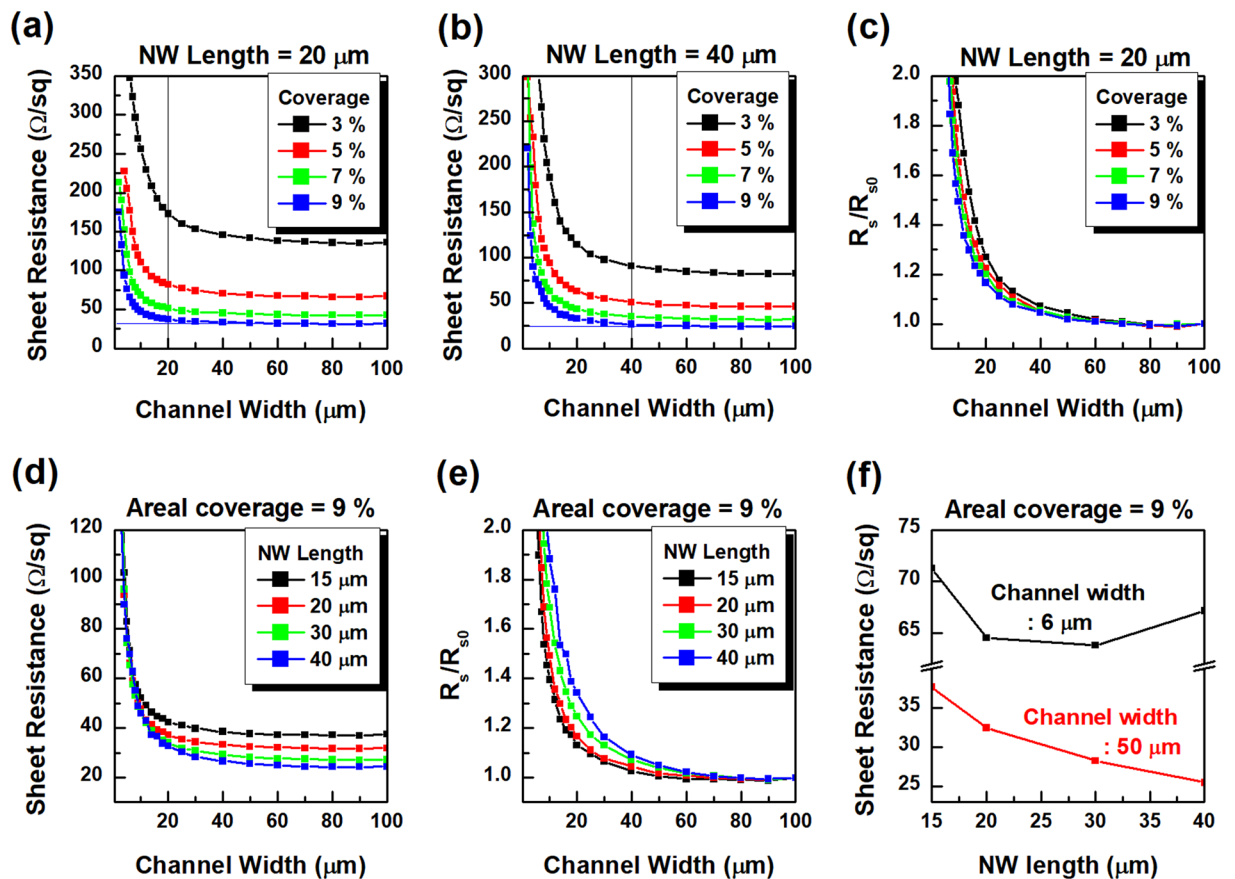 (a)
NW Length = 20 μm
Sheet Resistance (Ω/sq)
350
300
250
200
150
100
50
0
Coverage
3 %
5 %
7 %
9 %
20 40 60 80 100
Channel Width (μm)
(b)
NW Length = 40 μm
Sheet Resistance (Ω/sq)
300
250
200
150
100
50
0
Coverage
3 %
5 %
7 %
9 %
20 40 60 80 100
Channel Width (μm)
(c)
NW Length = 20 μm
Rs/Rs0
2.0
1.8
1.6
1.4
1.2
1.0
Coverage
3 %
5 %
7 %
9 %
20 40 60 80 100
Channel Width (μm)
(d)
Areal coverage = 9 %
Sheet Resistance (Ω/sq)
120
100
80
60
40
20
NW Length
15 μm
20 μm
30 μm
40 μm
20 40 60 80 100
Channel Width (μm)
(e)
Areal coverage = 9 %
Rs/Rs0
2.0
1.8
1.6
1.4
1.2
1.0
NW Length
15 μm
20 μm
30 μm
40 μm
20 40 60 80 100
Channel Width (μm)
(f)
Areal coverage = 9 %
Sheet Resistance (Ω/sq)
75
70
65
35
30
25
Channel width
: 6 μm
Channel width
: 50 μm
15 20 25 30 35 40
NW length (μm)